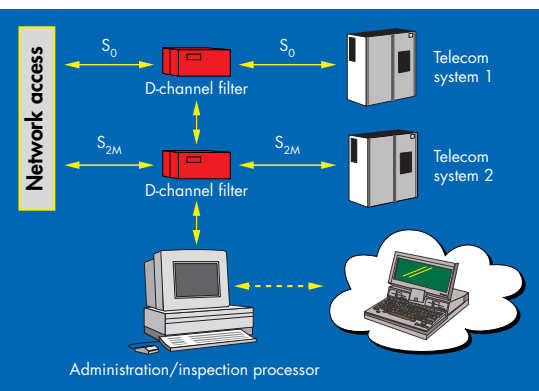 Network access
S0
S0
D-channel filter
Telecom
system 1
S2M
S2M
D-channel filter
Telecom
system 2
Administration/inspection processor